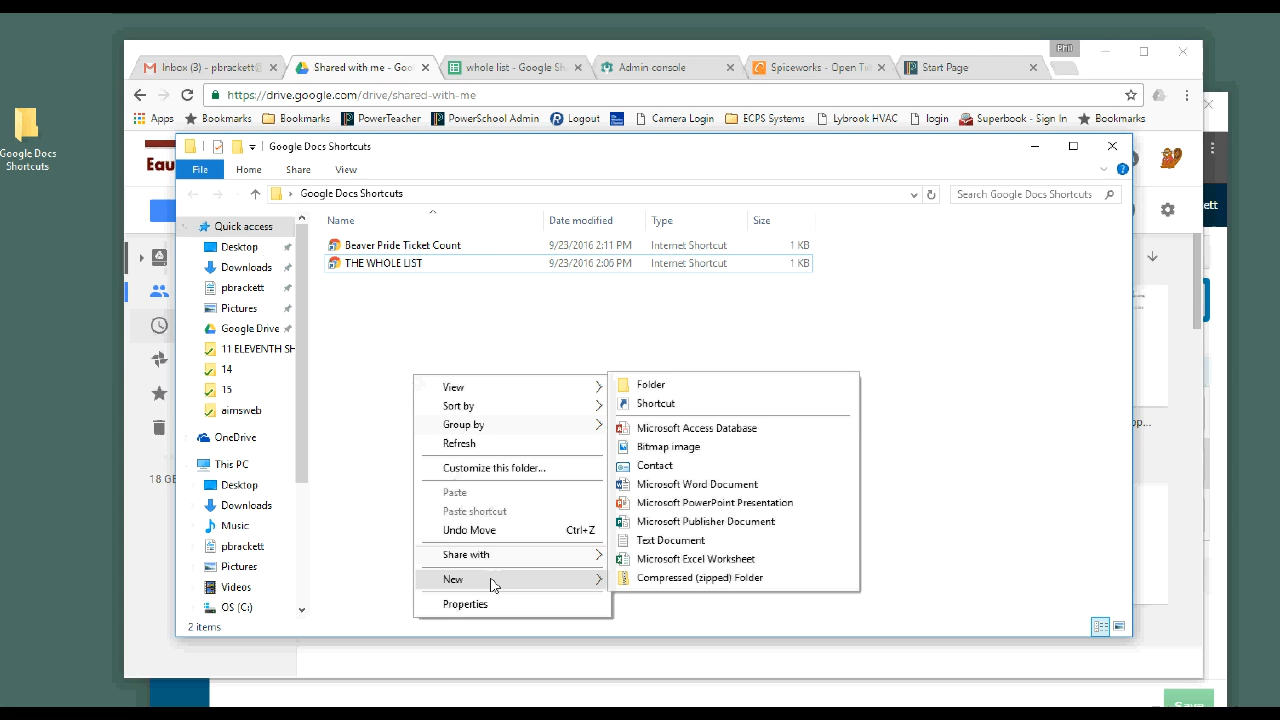 Phil
Inbox (3) - pbrackett@
Shared with me - Goo
whole list - Google Sh
Admin console
Spiceworks - Open Ti
Start Page
https://drive.google.com/drive/shared-with-me
Apps
Bookmarks
Bookmarks
PowerTeacher
PowerSchool Admin
Logout
Camera Login
ECPS Systems
Lybrook HVAC
login
Superbook - Sign In
Bookmarks
Google Docs Shortcuts
Google Docs Shortcuts
Eau
File
Home
Share
View
Google Docs Shortcuts
Search Google Docs Shortcuts
ett
Name
Date modified
Type
Size
Quick access
Desktop
Downloads
pbrackett
Pictures
Google Drive
11 ELEVENTH SH
14
15
aimsweb
OneDrive
This PC
Desktop
Downloads
Music
pbrackett
Pictures
Videos
OS (C:)
Beaver Pride Ticket Count 9/23/2016 2:11 PM Internet Shortcut 1 KB
THE WHOLE LIST 9/23/2016 2:06 PM Internet Shortcut 1 KB
View
Sort by
Group by
Refresh
Customize this folder...
Paste
Paste shortcut
Undo Move Ctrl+Z
Share with
New
Properties
Folder
Shortcut
Microsoft Access Database
Bitmap image
Contact
Microsoft Word Document
Microsoft PowerPoint Presentation
Microsoft Publisher Document
Text Document
Microsoft Excel Worksheet
Compressed (zipped) Folder
p...
18 GE
2 items
Save